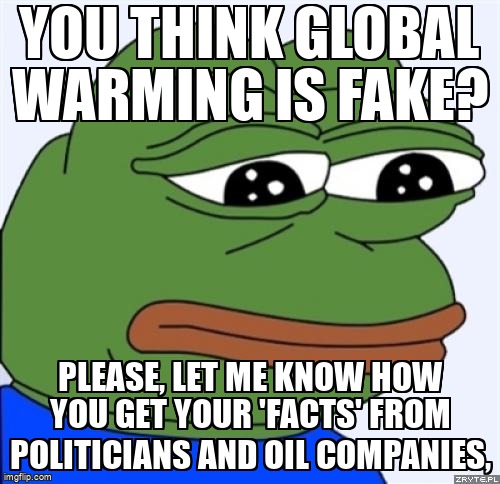 YOU THINK GLOBAL
WARMING IS FAKE?
PLEASE, LET ME KNOW HOW
YOU GET YOUR 'FACTS' FROM
POLITICIANS AND OIL COMPANIES,
imgflip.com
ZRYTE.PL